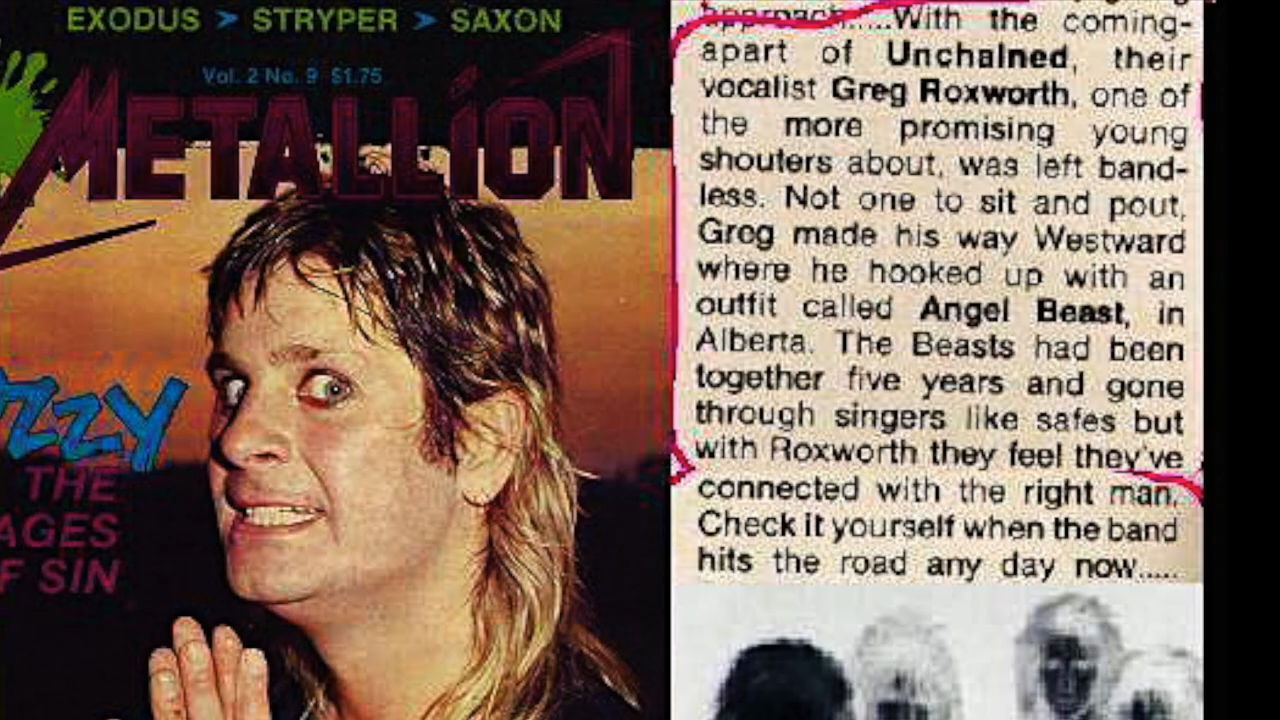 EXODUS > STRYPER > SAXON
Vol. 2 No. 9 $1.75
METALLION
OZZY
THE
AGES
F SIN
approach.....With the coming-
apart of Unchained, their
vocalist Greg Roxworth, one of
the more promising young
shouters about, was left band-
less. Not one to sit and pout,
Greg made his way Westward
where he hooked up with an
outfit called Angel Beast, in
Alberta. The Beasts had been
together five years and gone
through singers like safes but
with Roxworth they feel they've
connected with the right man.
Check it yourself when the band
hits the road any day now.....